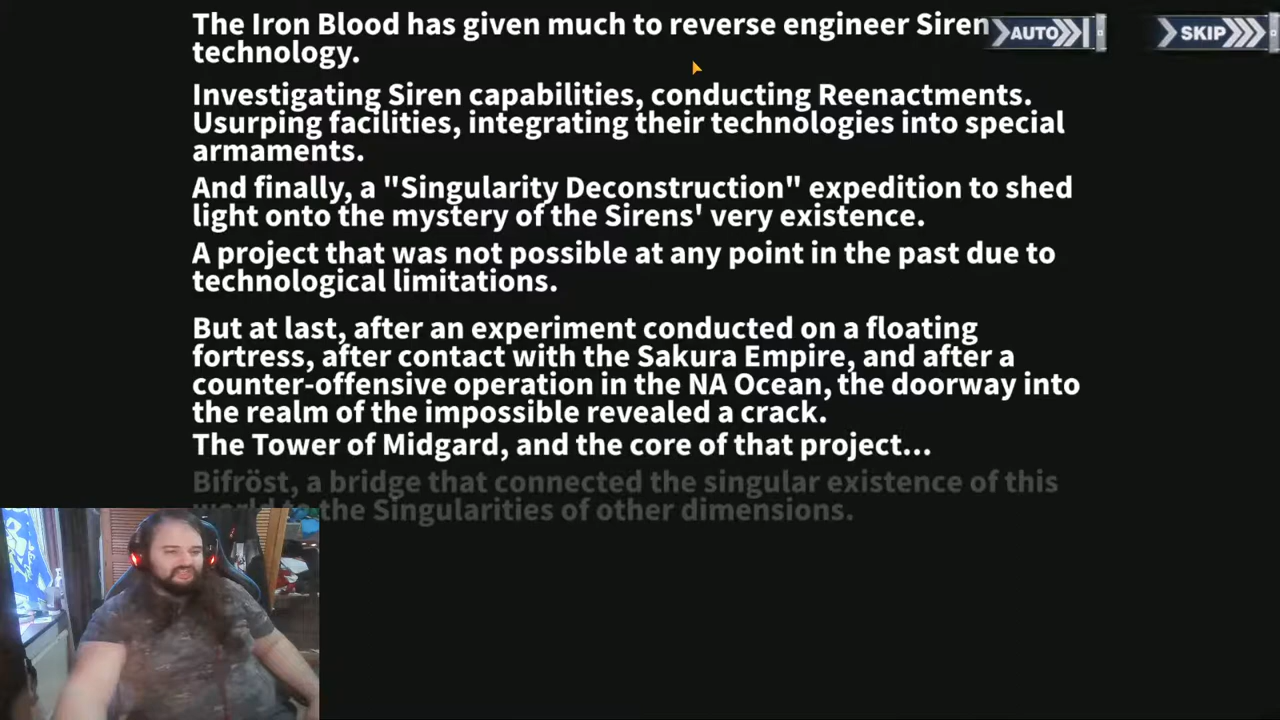 The Iron Blood has given much to reverse engineer Siren
technology.
AUTO
SKIP
Investigating Siren capabilities, conducting Reenactments.
Usurping facilities, integrating their technologies into special
armaments.
And finally, a "Singularity Deconstruction" expedition to shed
light onto the mystery of the Sirens' very existence.
A project that was not possible at any point in the past due to
technological limitations.
But at last, after an experiment conducted on a floating
fortress, after contact with the Sakura Empire, and after a
counter-offensive operation in the NA Ocean, the doorway into
the realm of the impossible revealed a crack.
The Tower of Midgard, and the core of that project...
Bifröst, a bridge that connected the singular existence of this
the Singularities of other dimensions.